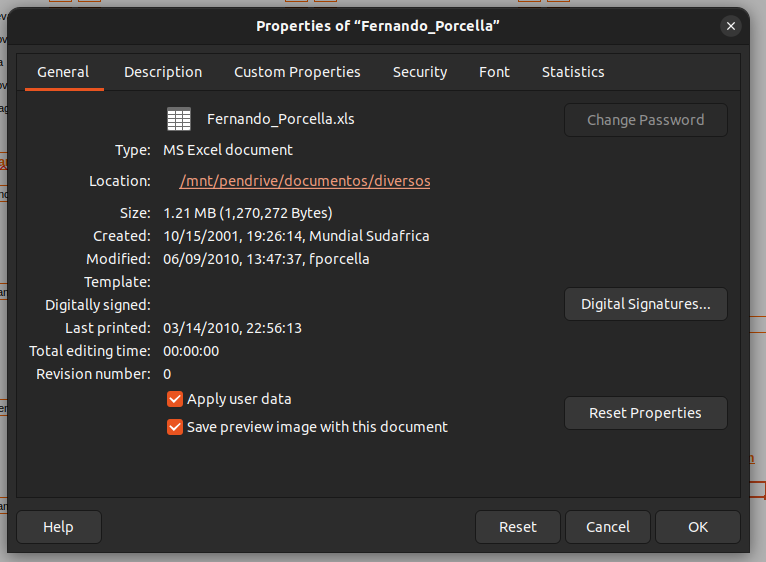 Properties of “Fernando_Porcella”
General Description Custom Properties Security Font Statistics
Fernando_Porcella.xls
Change Password
Type: MS Excel document
Location: /mnt/pendrive/documentos/diversos
Size: 1.21 MB (1,270,272 Bytes)
Created: 10/15/2001, 19:26:14, Mundial Sudafrica
Modified: 06/09/2010, 13:47:37, fporcella
Template:
Digitally signed:
Digital Signatures...
Last printed: 03/14/2010, 22:56:13
Total editing time: 00:00:00
Revision number: 0
Apply user data
Reset Properties
Save preview image with this document
Help Reset Cancel OK